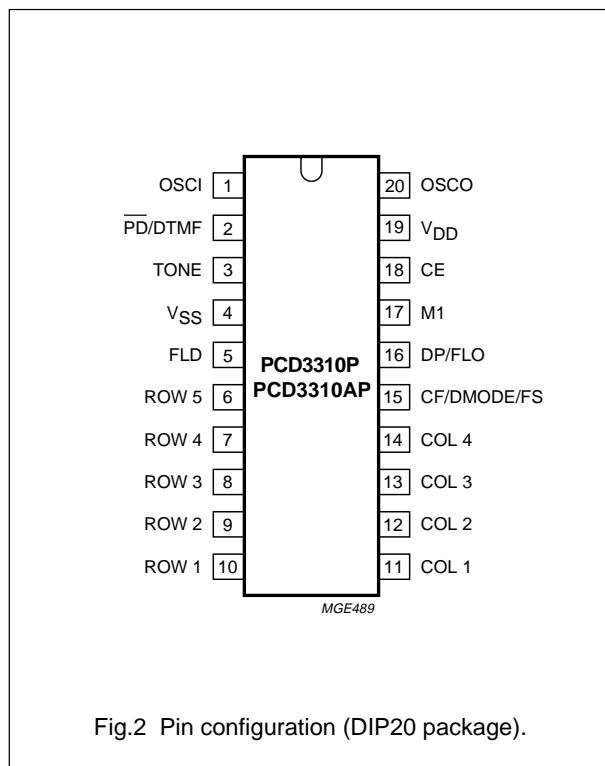 OSCI 1 20 OSCO
P̅D̅/DTMF 2 19 VDD
TONE 3 18 CE
VSS 4 17 M1
FLD 5 16 DP/FLO
PCD3310P
PCD3310AP
ROW 5 6 15 CF/DMODE/FS
ROW 4 7 14 COL 4
ROW 3 8 13 COL 3
ROW 2 9 12 COL 2
ROW 1 10 11 COL 1
MGE489
Fig.2 Pin configuration (DIP20 package).